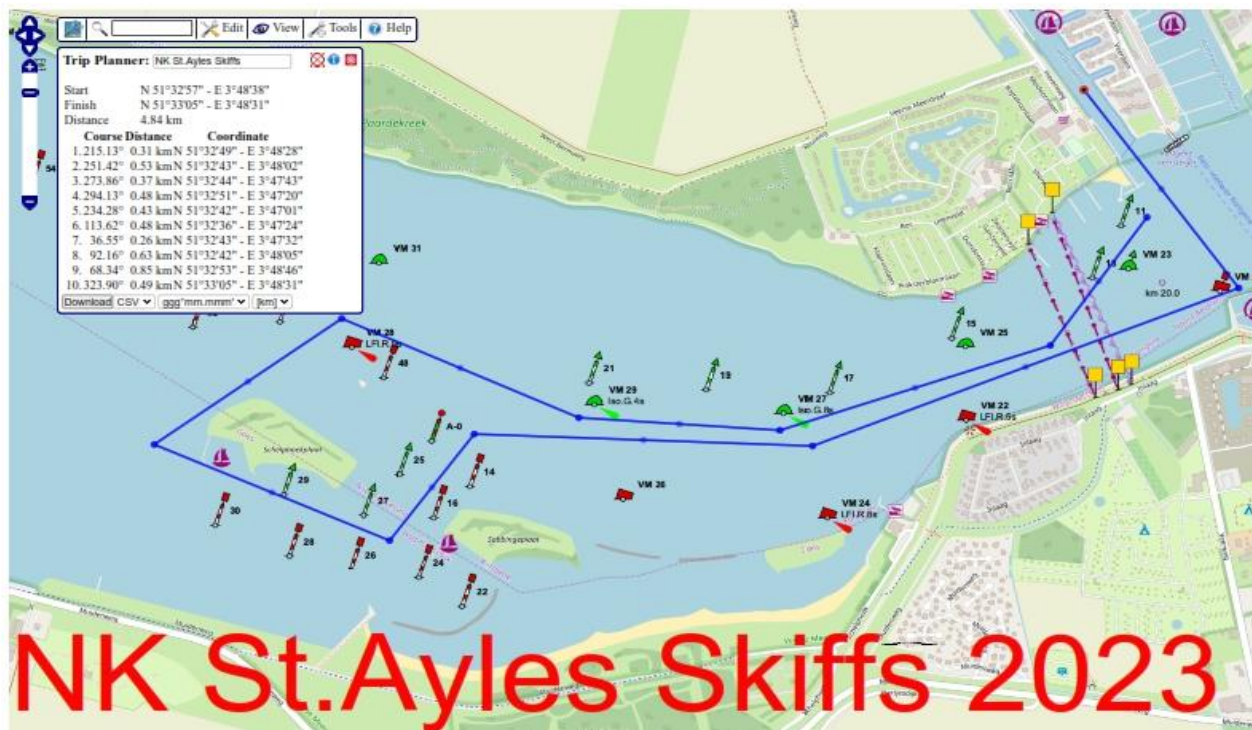 Edit View Tools Help
Trip Planner: NK St.Ayles Skiffs
Start N 51°32'57" - E 3°48'38"
Finish N 51°33'05" - E 3°48'31"
Distance 4.84 km
Course Distance Coordinate
1. 215.13° 0.31 km N 51°32'49" - E 3°48'28"
2. 251.42° 0.53 km N 51°32'43" - E 3°48'02"
3. 273.86° 0.37 km N 51°32'44" - E 3°47'43"
4. 294.13° 0.48 km N 51°32'51" - E 3°47'20"
5. 234.28° 0.43 km N 51°32'42" - E 3°47'01"
6. 113.62° 0.48 km N 51°32'36" - E 3°47'24"
7. 36.55° 0.26 km N 51°32'43" - E 3°47'32"
8. 92.16° 0.63 km N 51°32'42" - E 3°48'05"
9. 68.34° 0.85 km N 51°32'53" - E 3°48'46"
10. 323.90° 0.49 km N 51°33'05" - E 3°48'31"
Download CSV ggg°mm.mmm' [km]
54
11
VM 31
VM 23
13
km 20.0
VM
VM 28
48
15
VM 25
21
19
17
VM 29
Iso.G.4s
VM 27
Iso.G.8s
VM 22
LFl.R.5s
A-0
Schelphoekplaat
25
14
29
27
16
VM 26
30
VM 24
LFl.R.8s
28
26
24
Sabbingeplaat
22
Muidenweg
NK St.Ayles Skiffs 2023